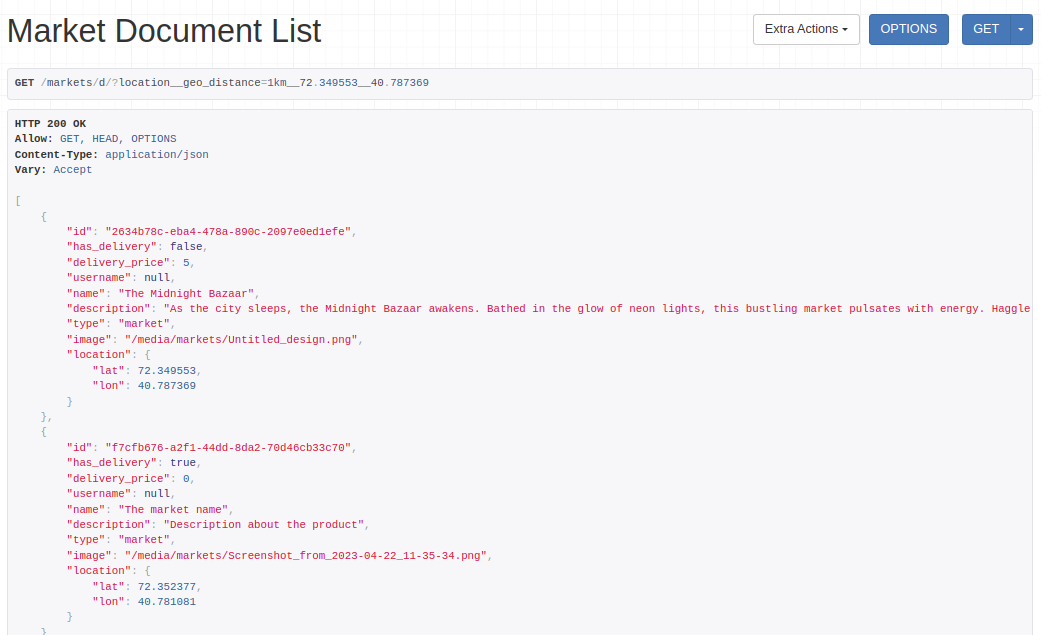 Market Document List
Extra Actions
OPTIONS
GET
GET /markets/d/?location__geo_distance=1km__72.349553__40.787369
HTTP 200 OK
Allow: GET, HEAD, OPTIONS
Content-Type: application/json
Vary: Accept
[
{
"id": "2634b78c-eba4-478a-890c-2097e0ed1efe",
"has_delivery": false,
"delivery_price": 5,
"username": null,
"name": "The Midnight Bazaar",
"description": "As the city sleeps, the Midnight Bazaar awakens. Bathed in the glow of neon lights, this bustling market pulsates with energy. Haggle
"type": "market",
"image": "/media/markets/Untitled_design.png",
"location": {
"lat": 72.349553,
"lon": 40.787369
}
},
{
"id": "f7cfb676-a2f1-44dd-8da2-70d46cb33c70",
"has_delivery": true,
"delivery_price": 0,
"username": null,
"name": "The market name",
"description": "Description about the product",
"type": "market",
"image": "/media/markets/Screenshot_from_2023-04-22_11-35-34.png",
"location": {
"lat": 72.352377,
"lon": 40.781081
}
}